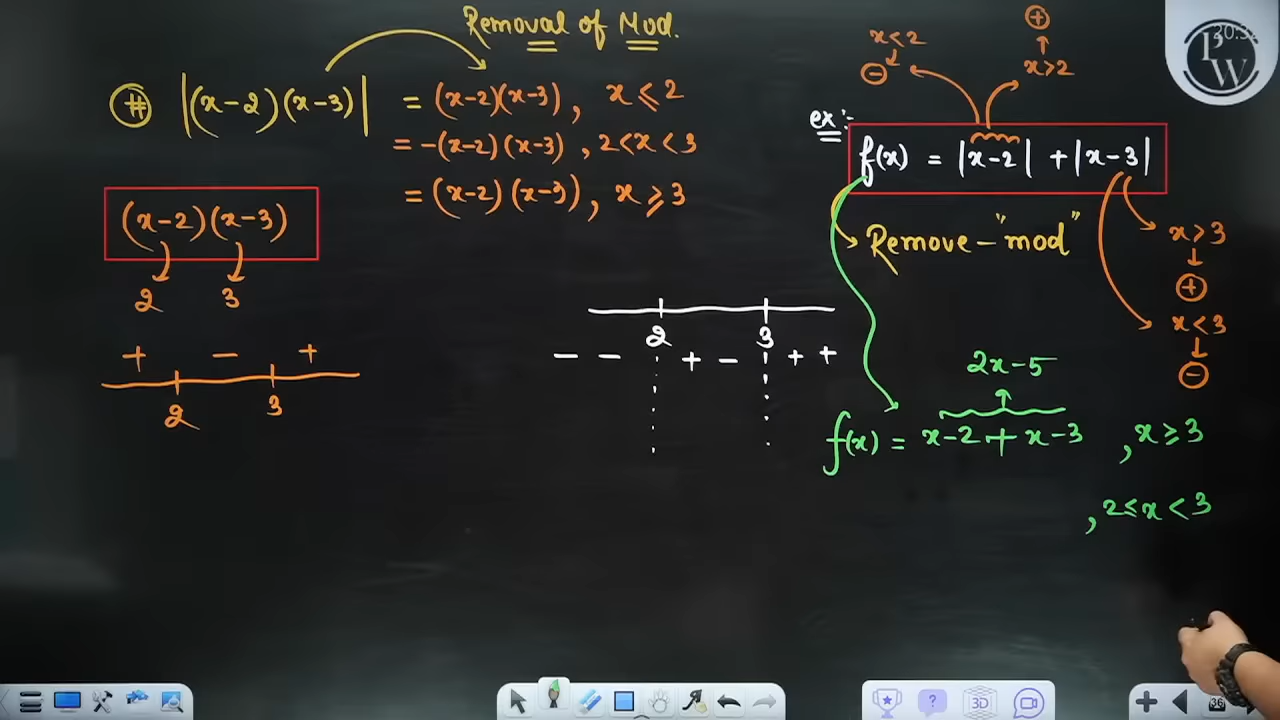 Removal of Mod.
# |(x-2)(x-3)| = (x-2)(x-3), x ⩽ 2
= -(x-2)(x-3), 2<x<3
= (x-2)(x-3), x ⩾ 3
(x-2)(x-3)
2 3
+ - +
2 3
2 3
- - + - + +
x<2
⊖
⊕
x>2
ex:-
f(x) = |x-2| + |x-3|
Remove - "mod"
x>3
⊕
x<3
⊖
2x-5
f(x) = x-2+x-3 , x⩾3
, 2≤x<3
PW
3D